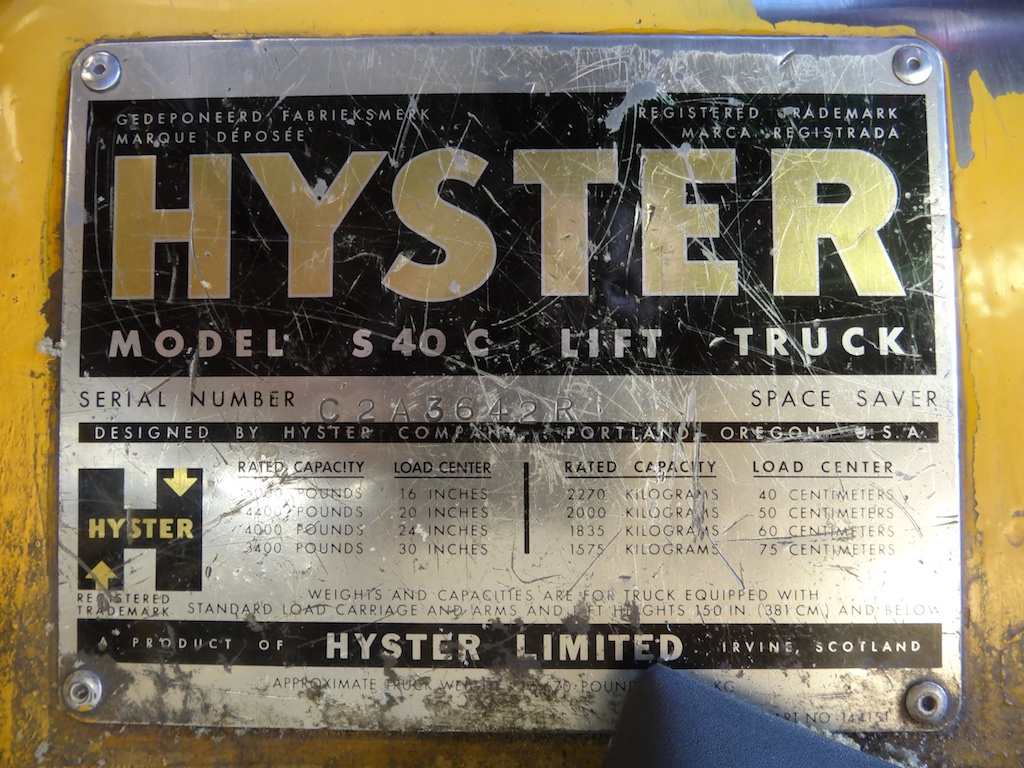 GEDEPONEERD FABRIEKSMERK REGISTERED TRADEMARK
MARQUE DÉPOSÉE MARCA REGISTRADA
HYSTER
MODEL S 40 C LIFT TRUCK
SERIAL NUMBER C2A3642R SPACE SAVER
DESIGNED BY HYSTER COMPANY PORTLAND OREGON U.S.A.
RATED CAPACITY LOAD CENTER RATED CAPACITY LOAD CENTER
POUNDS 16 INCHES 2270 KILOGRAMS 40 CENTIMETERS
4400 POUNDS 20 INCHES 2000 KILOGRAMS 50 CENTIMETERS
4000 POUNDS 24 INCHES 1835 KILOGRAMS 60 CENTIMETERS
3400 POUNDS 30 INCHES 1575 KILOGRAMS 75 CENTIMETERS
HYSTER
REGISTERED
TRADEMARK
WEIGHTS AND CAPACITIES ARE FOR TRUCK EQUIPPED WITH
STANDARD LOAD CARRIAGE AND ARMS AND LIFT HEIGHTS 150 IN. (381 CM) AND BELOW
A PRODUCT OF HYSTER LIMITED IRVINE, SCOTLAND
APPROXIMATE TRUCK WEIGHT KG
PART NO